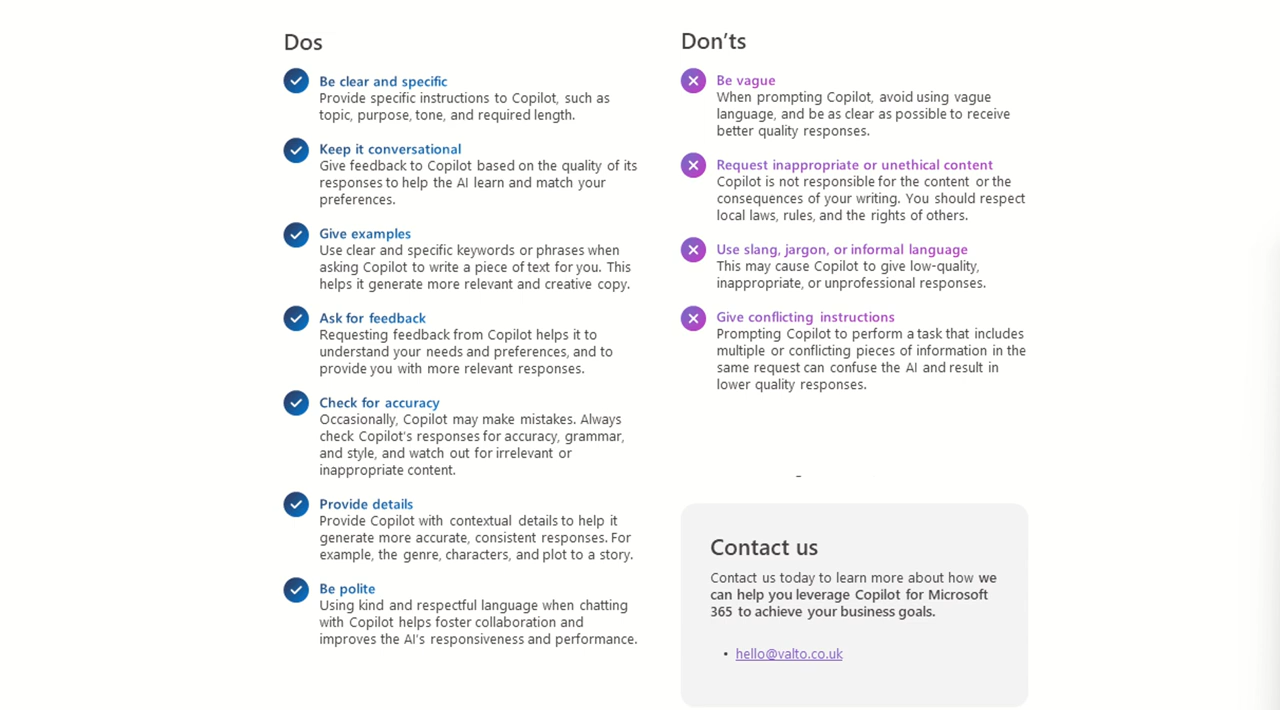 Dos
Be clear and specific
Provide specific instructions to Copilot, such as
topic, purpose, tone, and required length.
Keep it conversational
Give feedback to Copilot based on the quality of its
responses to help the AI learn and match your
preferences.
Give examples
Use clear and specific keywords or phrases when
asking Copilot to write a piece of text for you. This
helps it generate more relevant and creative copy.
Ask for feedback
Requesting feedback from Copilot helps it to
understand your needs and preferences, and to
provide you with more relevant responses.
Check for accuracy
Occasionally, Copilot may make mistakes. Always
check Copilot's responses for accuracy, grammar,
and style, and watch out for irrelevant or
inappropriate content.
Provide details
Provide Copilot with contextual details to help it
generate more accurate, consistent responses. For
example, the genre, characters, and plot to a story.
Be polite
Using kind and respectful language when chatting
with Copilot helps foster collaboration and
improves the AI's responsiveness and performance.
Don'ts
Be vague
When prompting Copilot, avoid using vague
language, and be as clear as possible to receive
better quality responses.
Request inappropriate or unethical content
Copilot is not responsible for the content or the
consequences of your writing. You should respect
local laws, rules, and the rights of others.
Use slang, jargon, or informal language
This may cause Copilot to give low-quality,
inappropriate, or unprofessional responses.
Give conflicting instructions
Prompting Copilot to perform a task that includes
multiple or conflicting pieces of information in the
same request can confuse the AI and result in
lower quality responses.
-
Contact us
Contact us today to learn more about how we
can help you leverage Copilot for Microsoft
365 to achieve your business goals.
• hello@valto.co.uk